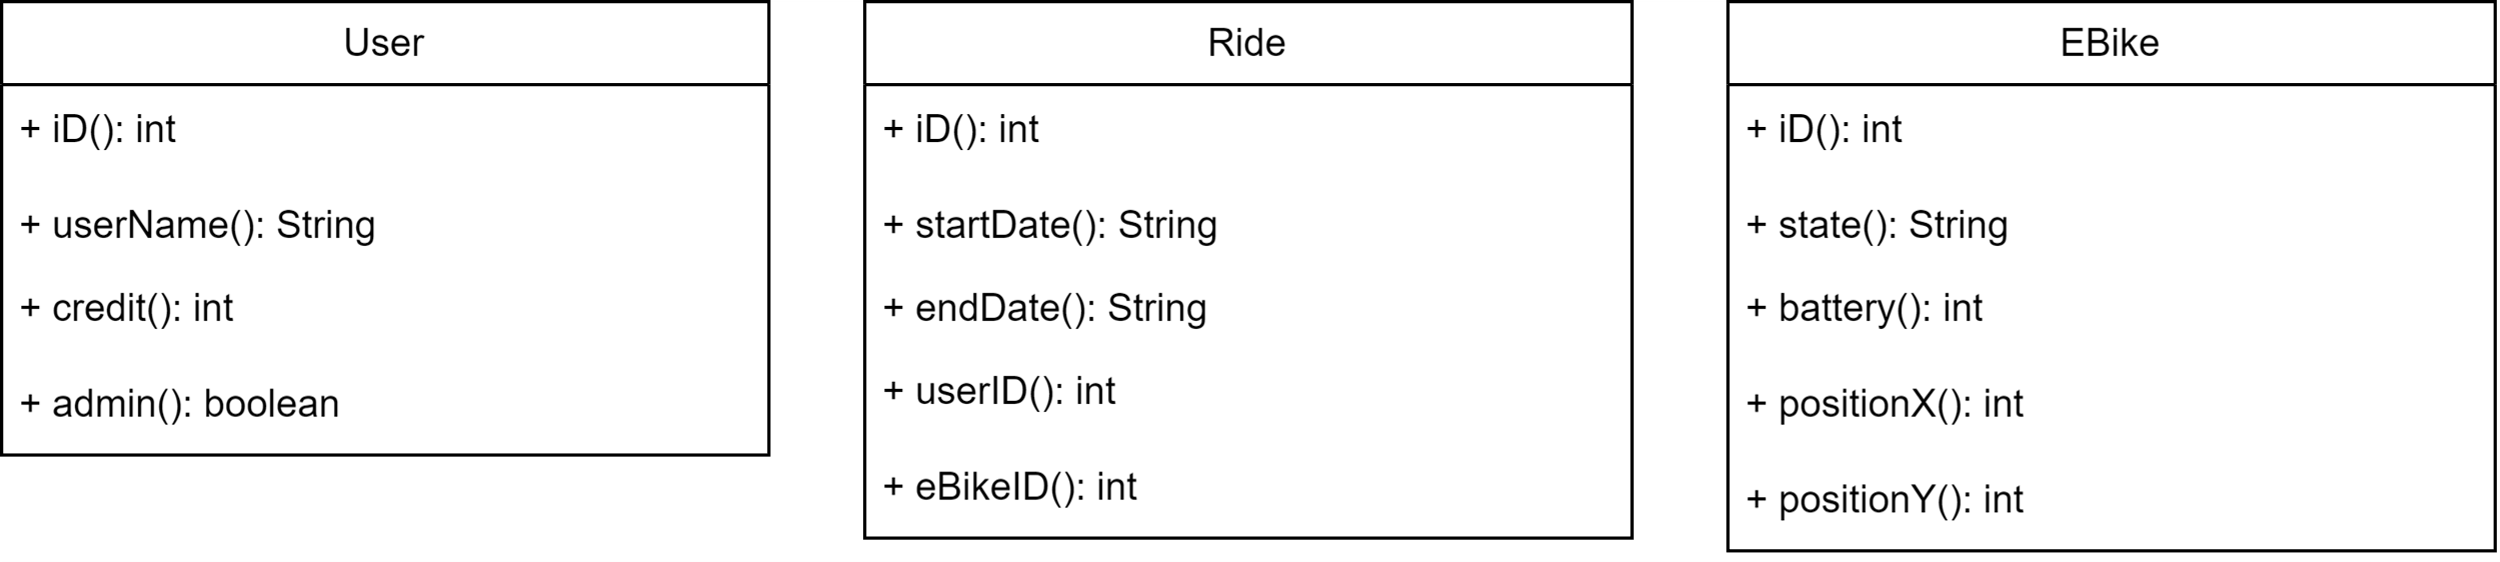 User
+ iD(): int
+ userName(): String
+ credit(): int
+ admin(): boolean
Ride
+ iD(): int
+ startDate(): String
+ endDate(): String
+ userID(): int
+ eBikeID(): int
EBike
+ iD(): int
+ state(): String
+ battery(): int
+ positionX(): int
+ positionY(): int